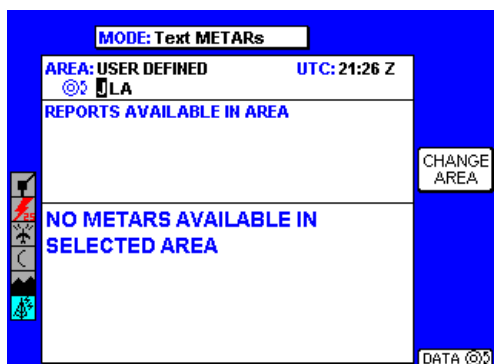 MODE: Text METARs
AREA: USER DEFINED UTC: 21:26 Z
JLA
REPORTS AVAILABLE IN AREA
CHANGE
AREA
25
NO METARS AVAILABLE IN
SELECTED AREA
DATA